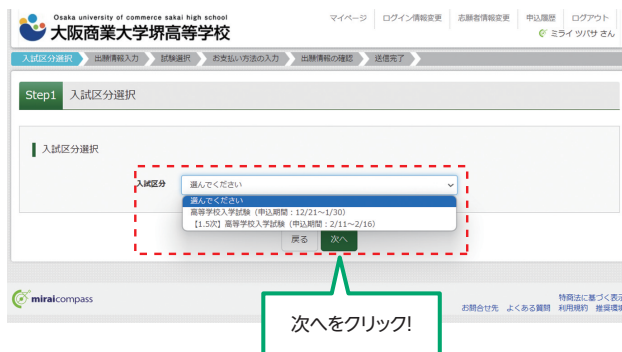 Osaka university of commerce sakai high school
大阪商業大学堺高等学校
マイページ ログイン情報変更 志願者情報変更 申込履歴 ログアウト
ミライ ツバサ さん
入試区分選択 出願情報入力 試験選択 お支払い方法の入力 出願情報の確認 送信完了
Step1 入試区分選択
入試区分選択
入試区分 選んでください
選んでください
高等学校入学試験（申込期間：12/21～1/30）
【1.5次】高等学校入学試験（申込期間：2/11～2/16）
戻る 次へ
miraicompass
特商法に基づく表示
お問合せ先 よくある質問 利用規約 推奨環境
次へをクリック!